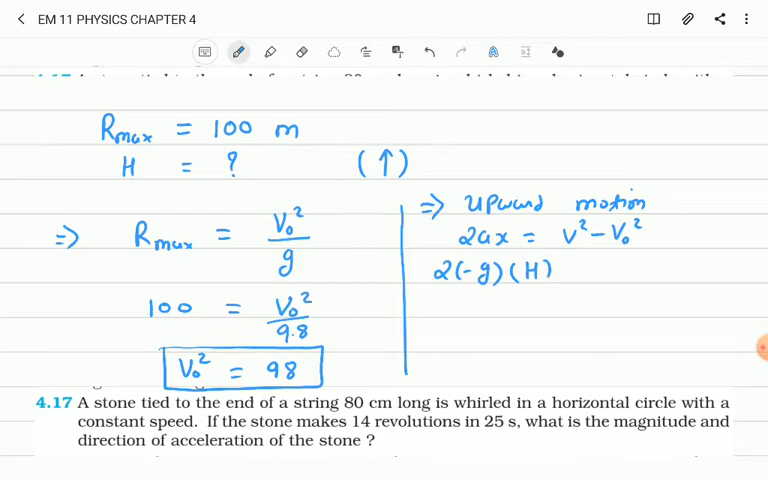 EM 11 PHYSICS CHAPTER 4
Rmax = 100 m
H = ? (↑)
⇒ Rmax = V₀²/g
100 = V₀²/9.8
V₀² = 98
⇒ Upward motion
2ax = V² − V₀²
2(−g)(H)
4.17 A stone tied to the end of a string 80 cm long is whirled in a horizontal circle with a
constant speed. If the stone makes 14 revolutions in 25 s, what is the magnitude and
direction of acceleration of the stone ?